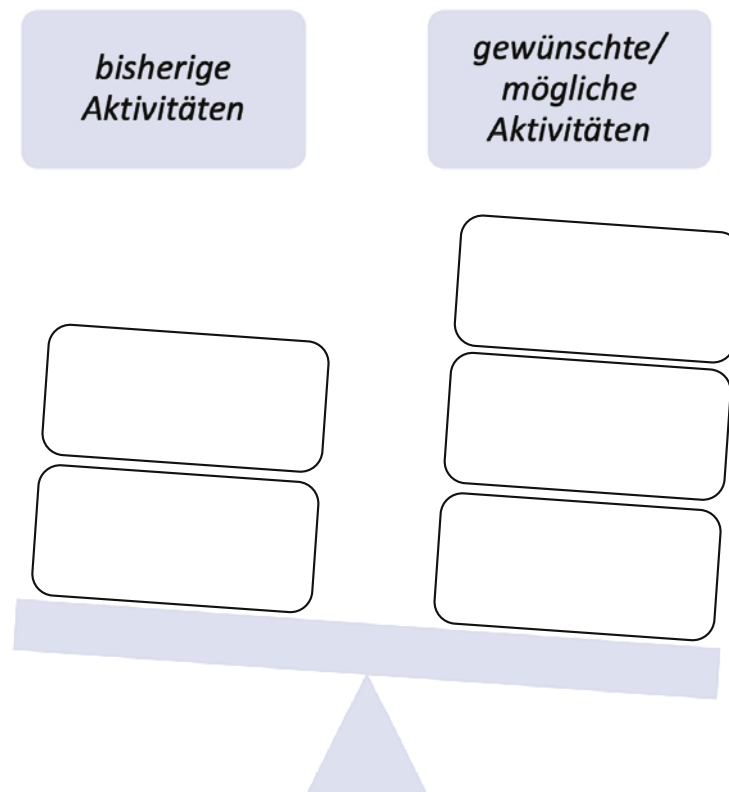 bisherige
Aktivitäten
gewünschte/
mögliche
Aktivitäten